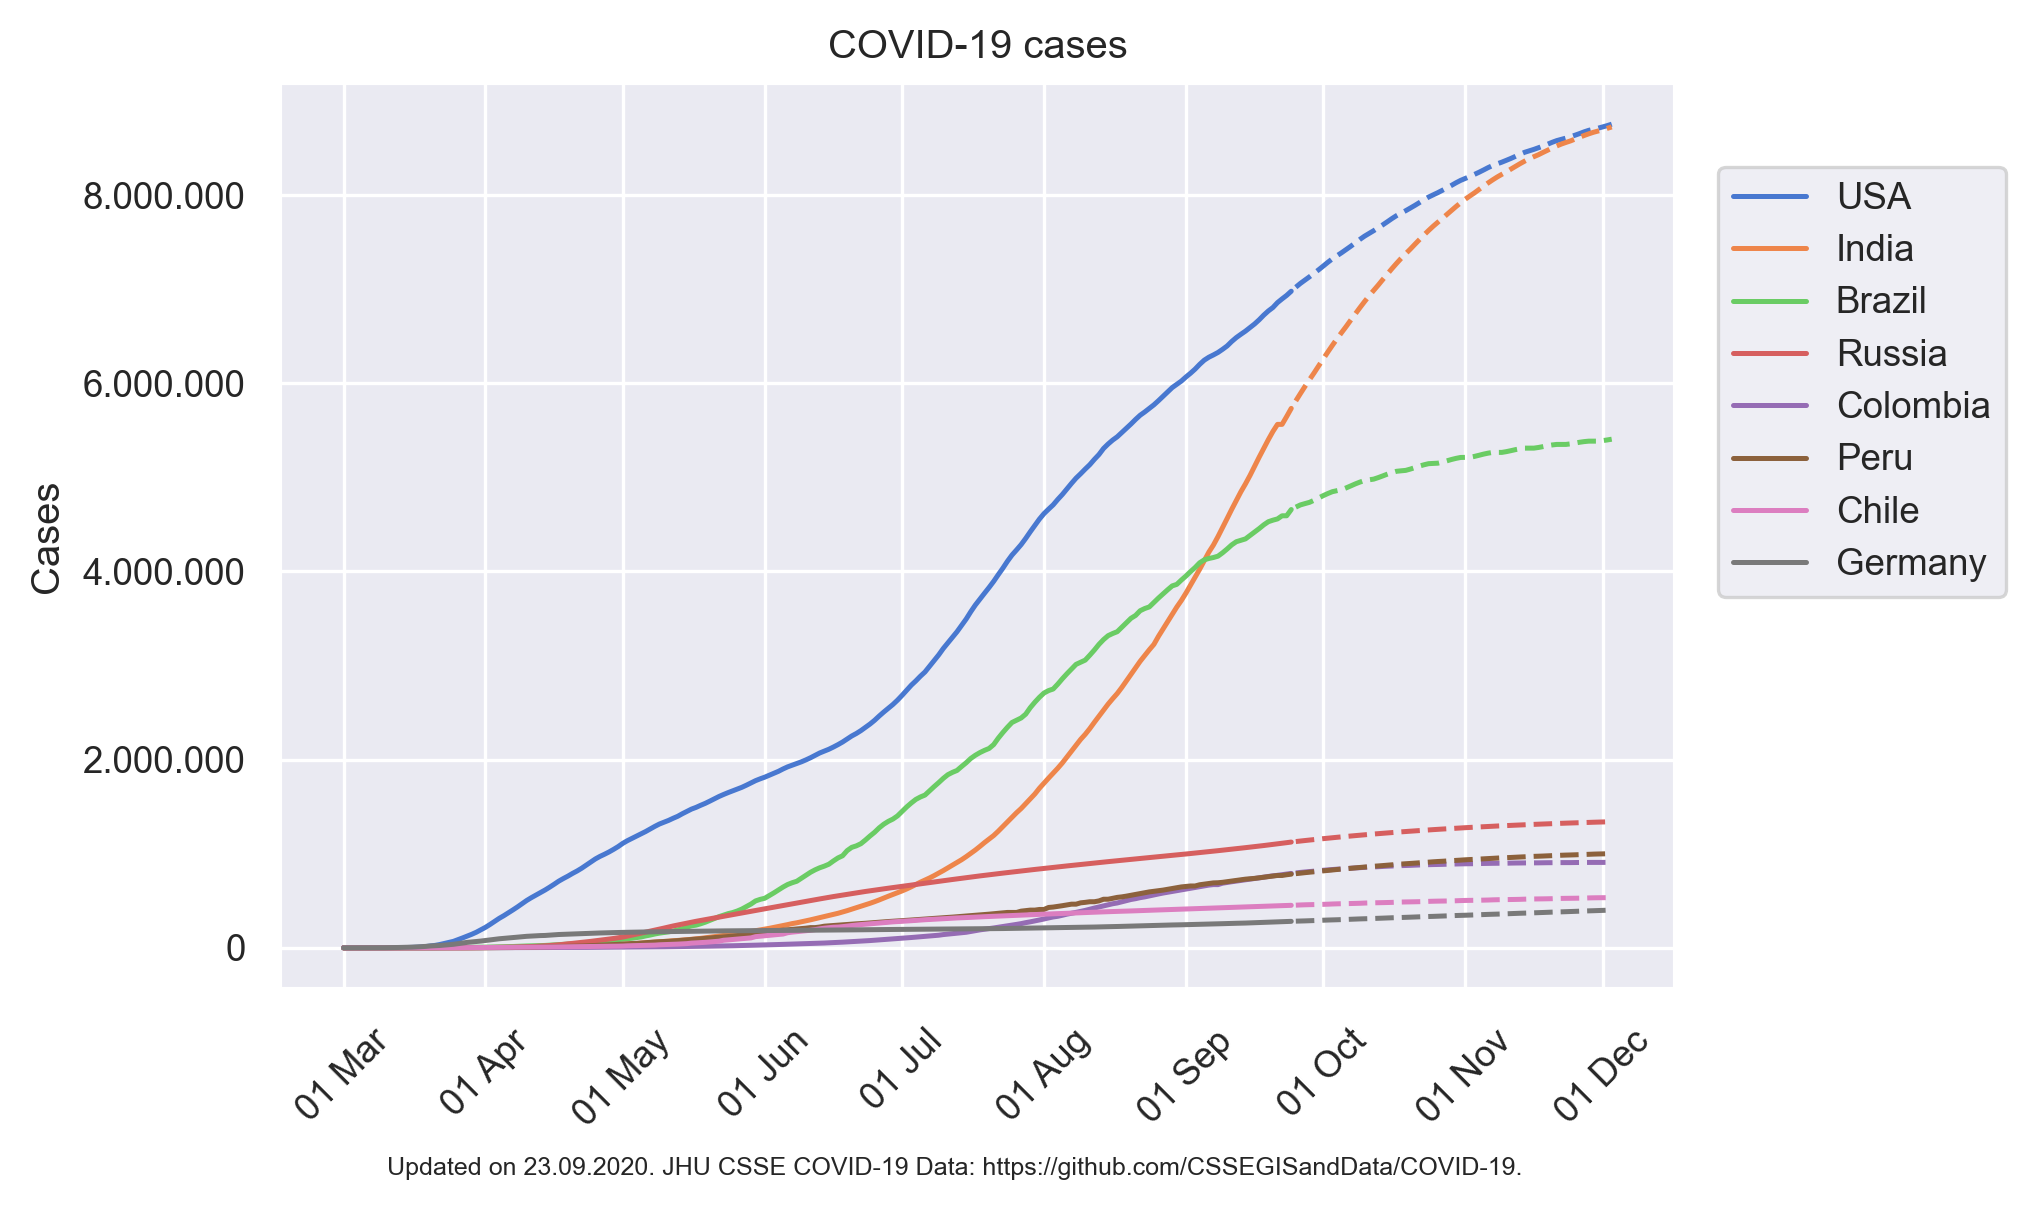 COVID-19 cases
8.000.000
6.000.000
4.000.000
2.000.000
0
Cases
01 Mar
01 Apr
01 May
01 Jun
01 Jul
01 Aug
01 Sep
01 Oct
01 Nov
01 Dec
USA
India
Brazil
Russia
Colombia
Peru
Chile
Germany
Updated on 23.09.2020. JHU CSSE COVID-19 Data: https://github.com/CSSEGISandData/COVID-19.